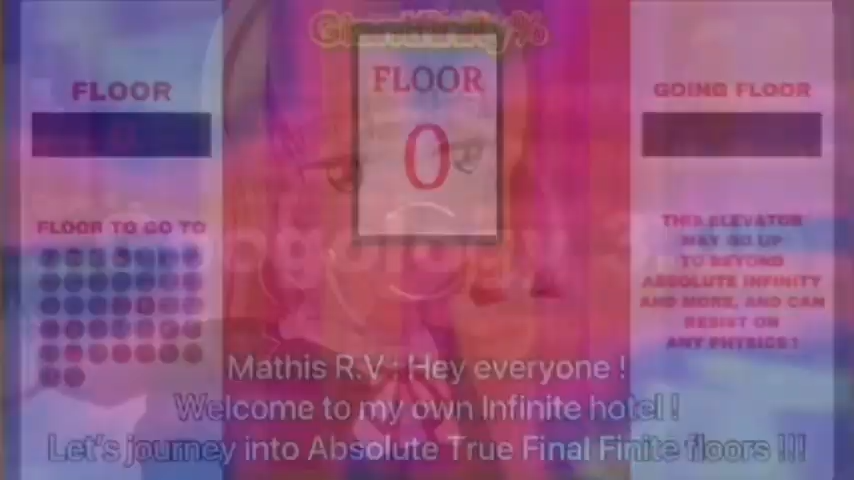 FLOOR
FLOOR
0
GOING FLOOR
FLOOR TO GO TO
THIS ELEVATOR
MAY GO UP
TO BEYOND
ABSOLUTE INFINITY
AND MORE, AND CAN
RESIST ON
ANY PHYSICS!
Mathis R.V : Hey everyone !
Welcome to my own Infinite hotel !
Let's journey into Absolute True Final Finite floors !!!